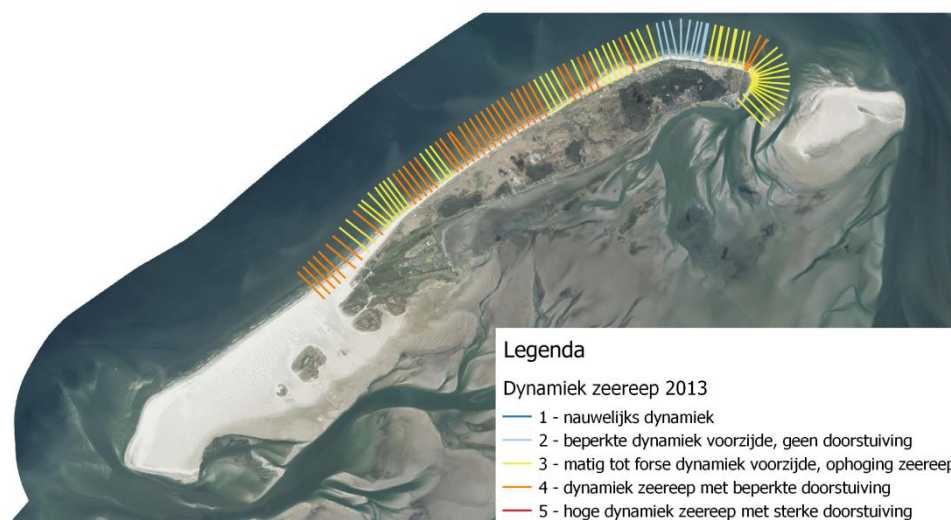 Legenda
Dynamiek zeereep 2013
1 - nauwelijks dynamiek
2 - beperkte dynamiek voorzijde, geen doorstuiving
3 - matig tot forse dynamiek voorzijde, ophoging zeereep
4 - dynamiek zeereep met beperkte doorstuiving
5 - hoge dynamiek zeereep met sterke doorstuiving